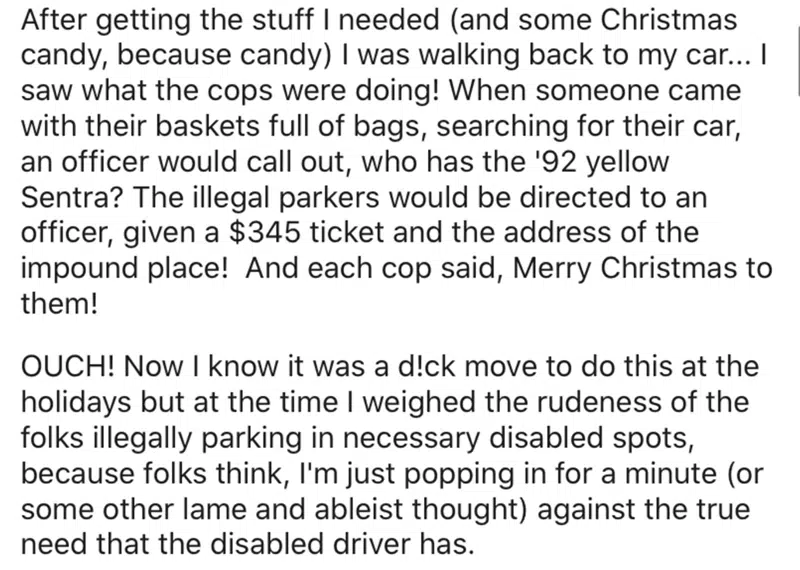 After getting the stuff I needed (and some Christmas
candy, because candy) I was walking back to my car... I
saw what the cops were doing! When someone came
with their baskets full of bags, searching for their car,
an officer would call out, who has the '92 yellow
Sentra? The illegal parkers would be directed to an
officer, given a $345 ticket and the address of the
impound place!  And each cop said, Merry Christmas to
them!
OUCH! Now I know it was a d!ck move to do this at the
holidays but at the time I weighed the rudeness of the
folks illegally parking in necessary disabled spots,
because folks think, I'm just popping in for a minute (or
some other lame and ableist thought) against the true
need that the disabled driver has.